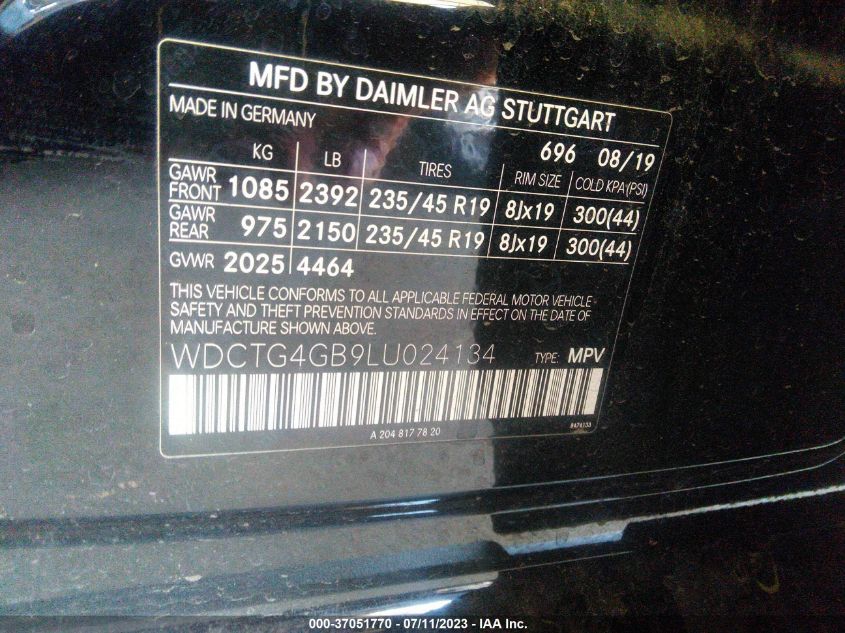 MFD BY DAIMLER AG STUTTGART
MADE IN GERMANY
696 08/19
KG LB TIRES RIM SIZE COLD KPA(PSI)
GAWR FRONT 1085 2392 235/45 R19 8Jx19 300(44)
GAWR REAR 975 2150 235/45 R19 8Jx19 300(44)
GVWR 2025 4464
THIS VEHICLE CONFORMS TO ALL APPLICABLE FEDERAL MOTOR VEHICLE
SAFETY AND THEFT PREVENTION STANDARDS IN EFFECT ON THE DATE OF
MANUFACTURE SHOWN ABOVE.
WDCTG4GB9LU024134 TYPE: MPV
A 204 817 78 20
000-37051770 - 07/11/2023 - IAA Inc.